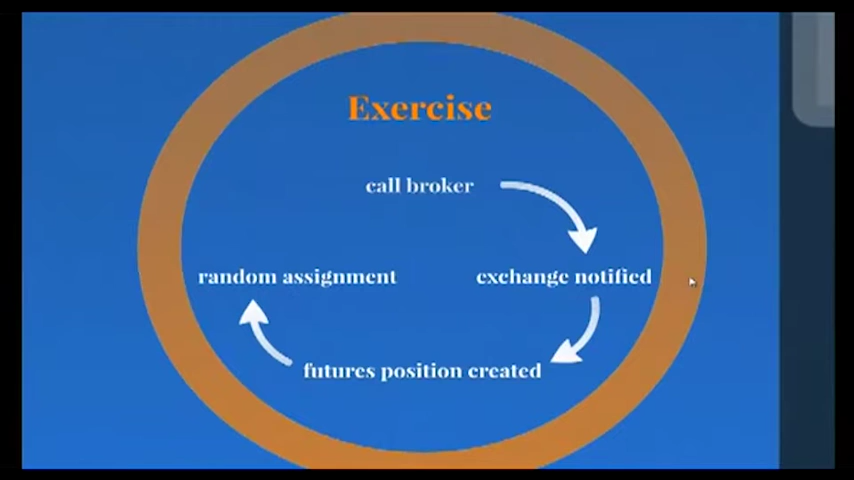 Exercise
call broker
random assignment
exchange notified
futures position created